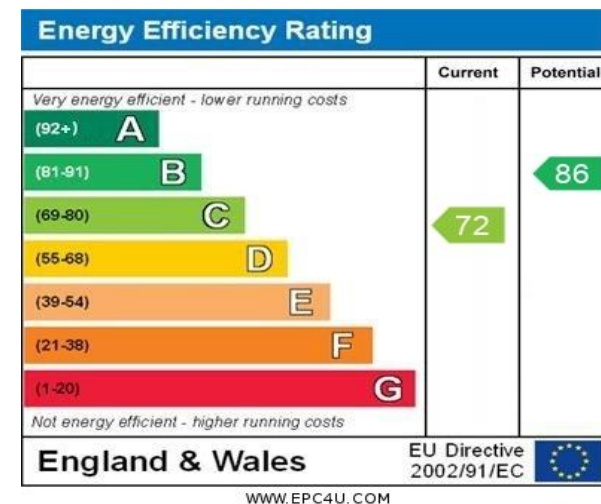 Energy Efficiency Rating
Current Potential
Very energy efficient - lower running costs
(92+) A
(81-91) B
86
(69-80) C
72
(55-68) D
(39-54) E
(21-38) F
(1-20) G
Not energy efficient - higher running costs
England & Wales
EU Directive
2002/91/EC
WWW.EPC4U.COM